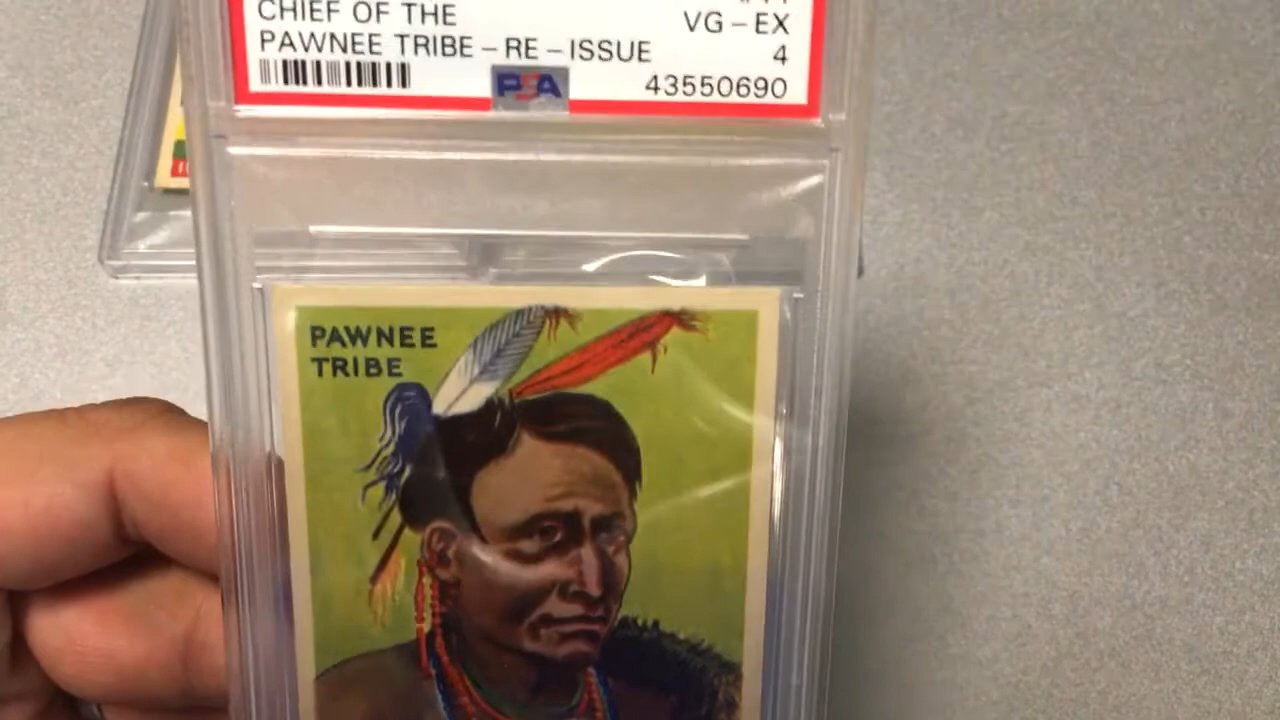 CHIEF OF THE
VG – EX
PAWNEE TRIBE – RE – ISSUE
4
PSA
43550690
PAWNEE
TRIBE